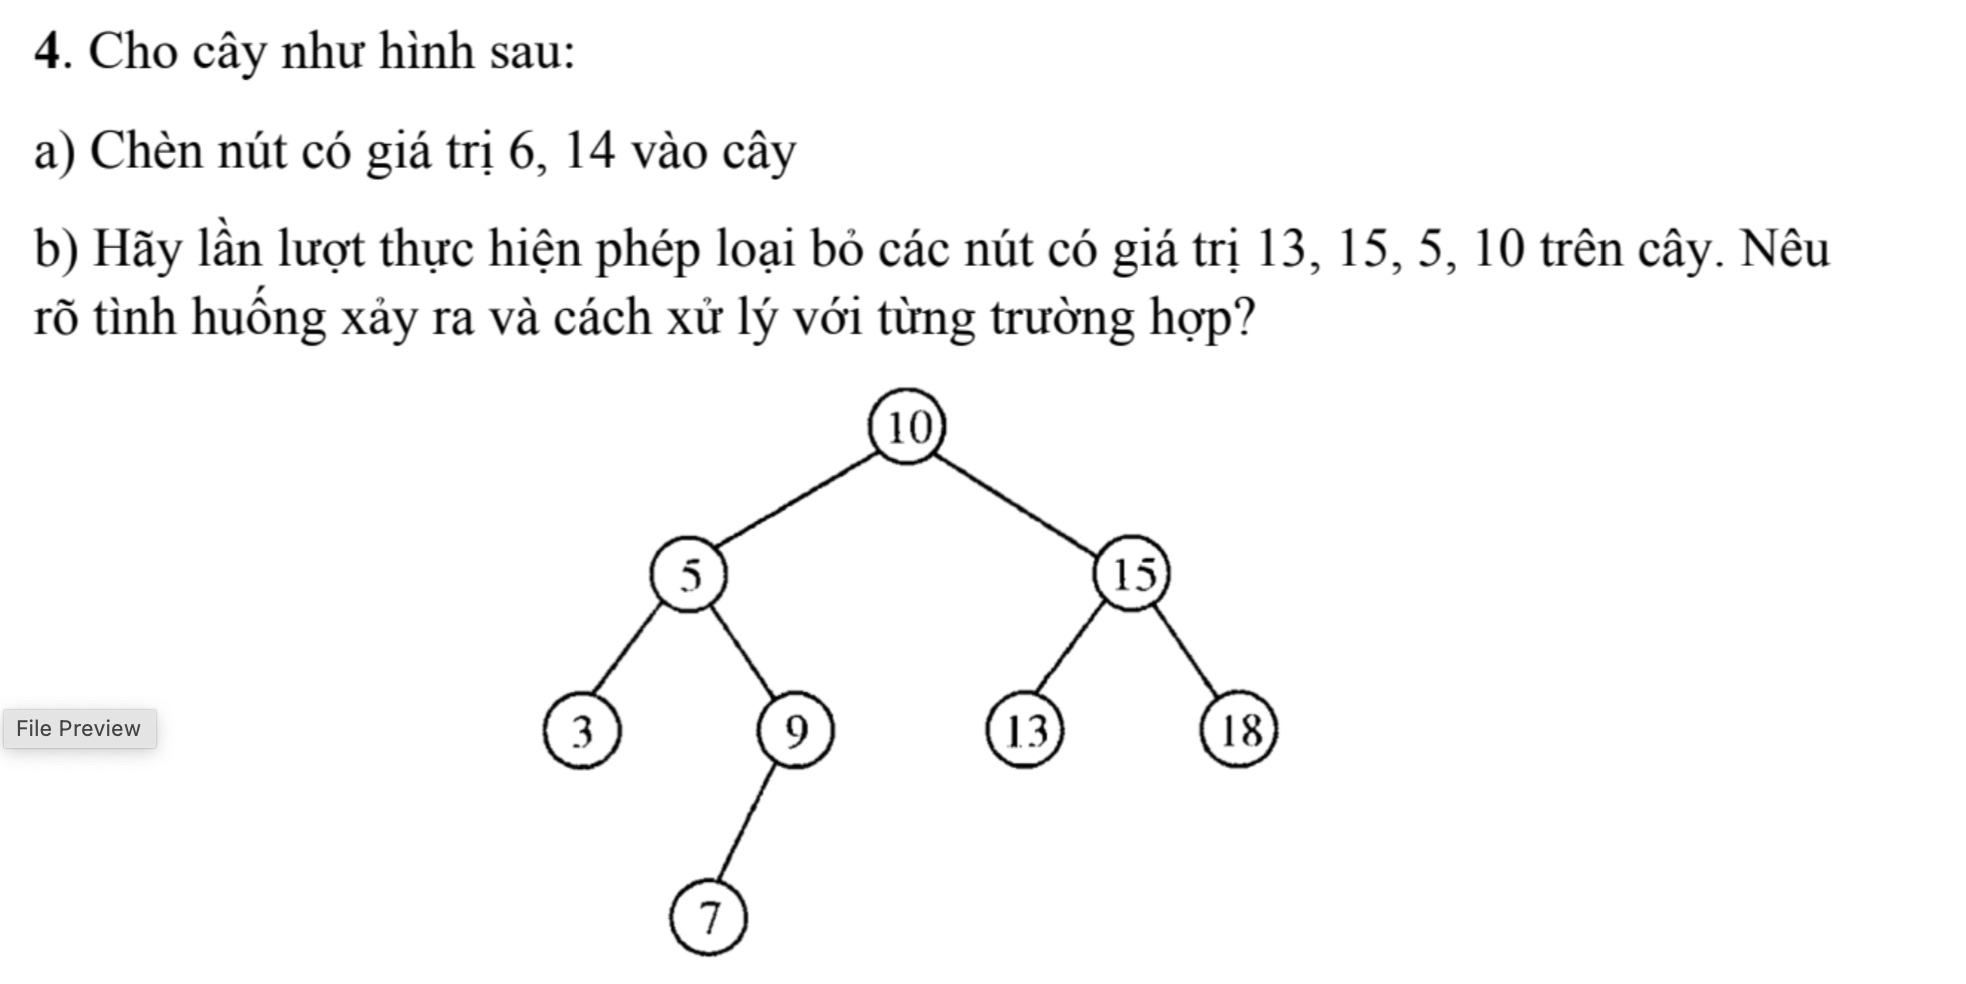 4. Cho cây như hình sau:
a) Chèn nút có giá trị 6, 14 vào cây
b) Hãy lần lượt thực hiện phép loại bỏ các nút có giá trị 13, 15, 5, 10 trên cây. Nêu
rõ tình huống xảy ra và cách xử lý với từng trường hợp?
10
5
15
3
9
13
18
File Preview
7